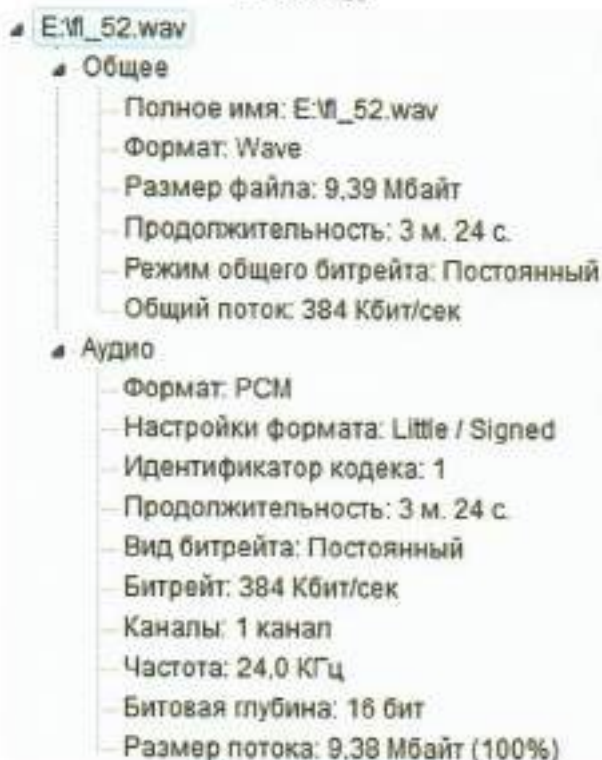 E:\fl_52.wav
Общее
Полное имя: E:\fl_52.wav
Формат: Wave
Размер файла: 9,39 Мбайт
Продолжительность: 3 м. 24 с.
Режим общего битрейта: Постоянный
Общий поток: 384 Кбит/сек
Аудио
Формат: PCM
Настройки формата: Little / Signed
Идентификатор кодека: 1
Продолжительность: 3 м. 24 с.
Вид битрейта: Постоянный
Битрейт: 384 Кбит/сек
Каналы: 1 канал
Частота: 24,0 КГц
Битовая глубина: 16 бит
Размер потока: 9,38 Мбайт (100%)